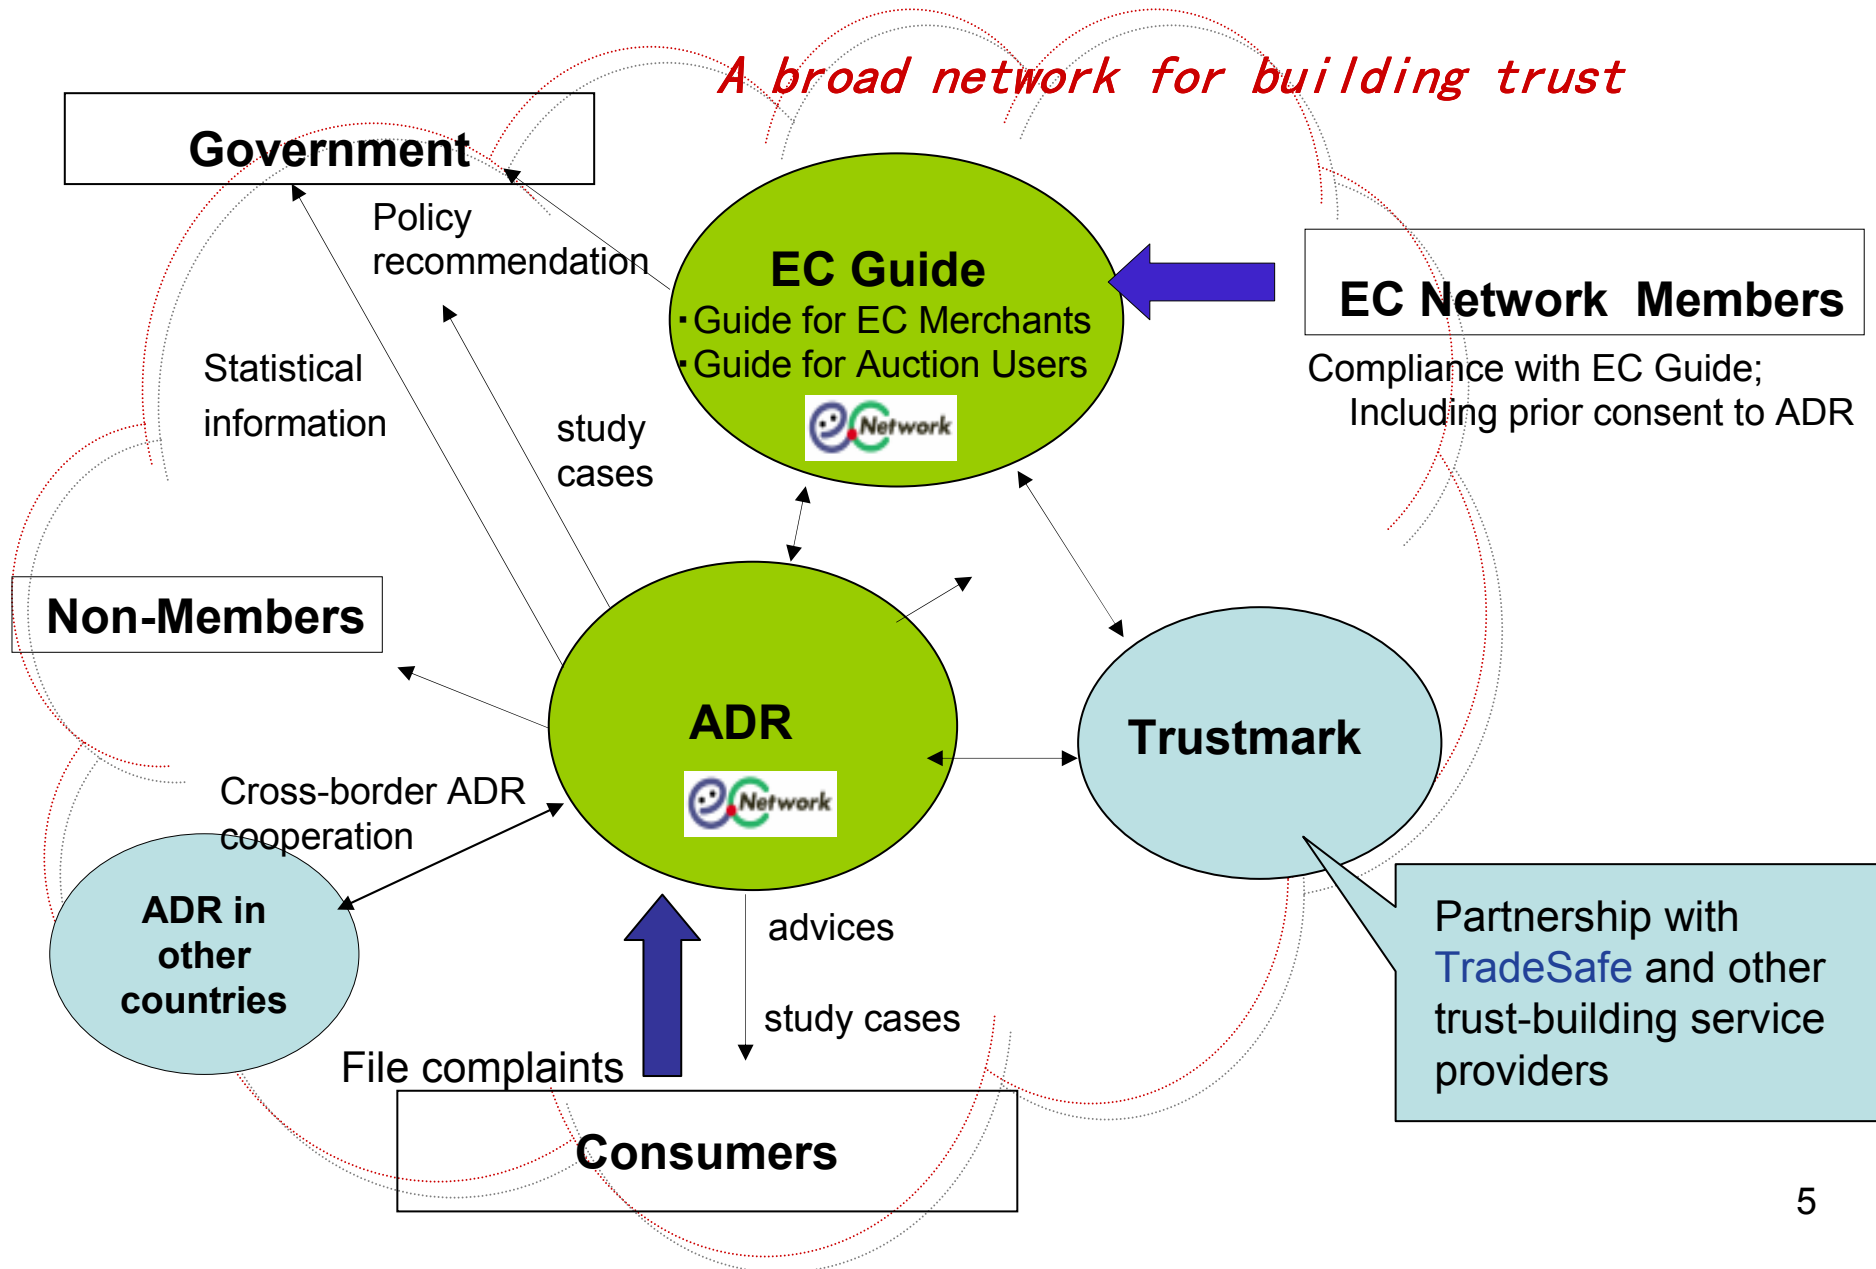 A broad network for building trust
Government
Policy
recommendation
EC Guide
・Guide for EC Merchants
・Guide for Auction Users
Network
EC Network  Members
Compliance with EC Guide;
Including prior consent to ADR
Statistical
information
study
cases
Non-Members
ADR
Network
Trustmark
Cross-border ADR
cooperation
ADR in
other
countries
advices
study cases
File complaints
Consumers
Partnership with
TradeSafe and other
trust-building service
providers
5